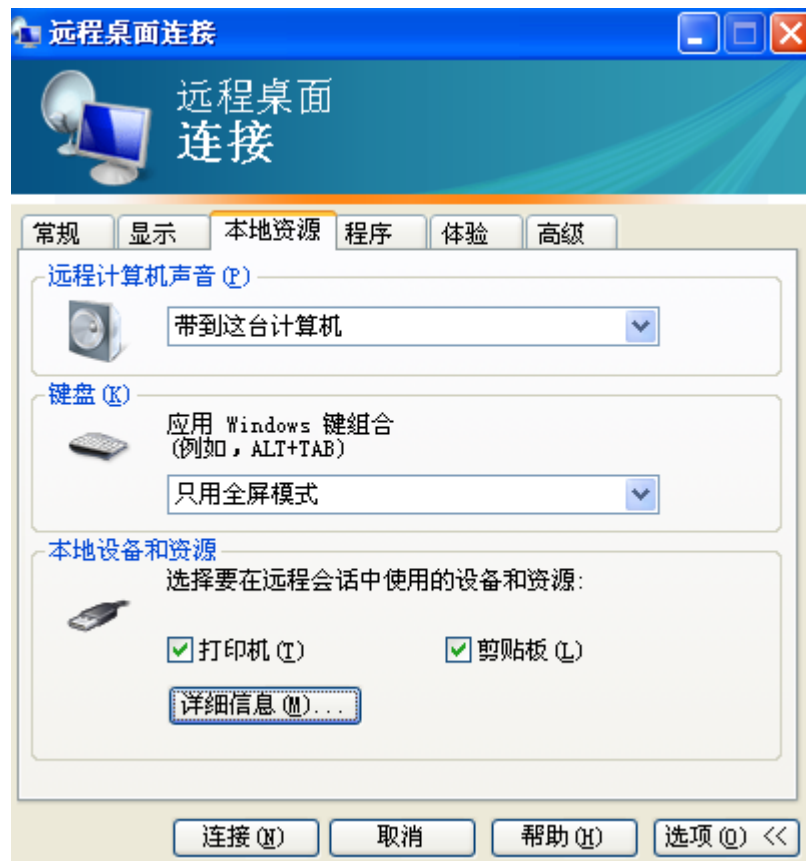 远程桌面连接
远程桌面
连接
常规 显示 本地资源 程序 体验 高级
远程计算机声音(P)
带到这台计算机
键盘(K)
应用 Windows 键组合
(例如，ALT+TAB)
只用全屏模式
本地设备和资源
选择要在远程会话中使用的设备和资源:
打印机(T) 剪贴板(L)
详细信息(M)...
连接(N) 取消 帮助(H) 选项(O) <<